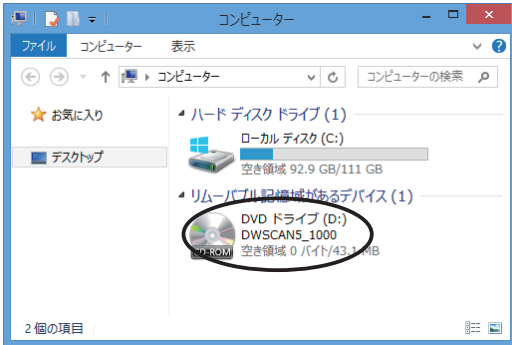 コンピューター
ファイル コンピューター 表示
コンピューター コンピューターの検索
お気に入り
デスクトップ
ハード ディスク ドライブ (1)
ローカル ディスク (C:)
空き領域 92.9 GB/111 GB
リムーバブル記憶域があるデバイス (1)
DVD ドライブ (D:)
DWSCAN5_1000
CD-ROM
空き領域 0 バイト/43.1 MB
2 個の項目